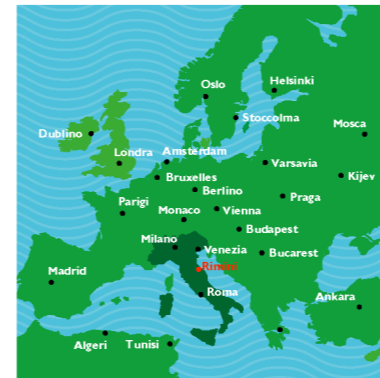 Oslo
Helsinki
Stoccolma
Mosca
Dublino
Londra
Amsterdam
Varsavia
Bruxelles
Kijev
Berlino
Praga
Parigi
Monaco
Vienna
Budapest
Milano
Venezia
Bucarest
Rimini
Madrid
Roma
Ankara
Algeri
Tunisi